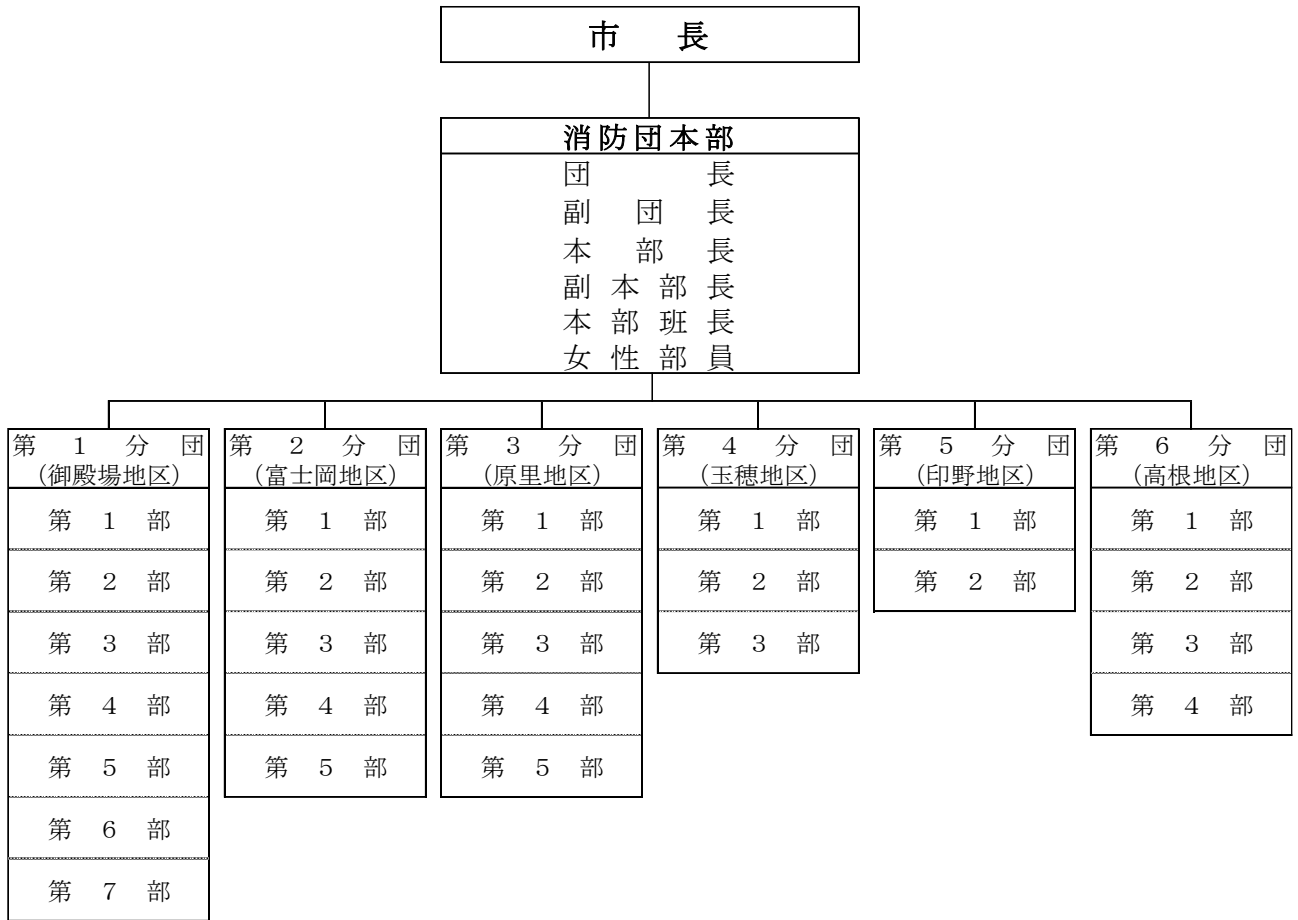 市長
消防団本部
団長
副団長
本部長
副本部長
本部班長
女性部員
第1分団
(御殿場地区)
第1部
第2部
第3部
第4部
第5部
第6部
第7部
第2分団
(富士岡地区)
第1部
第2部
第3部
第4部
第5部
第3分団
(原里地区)
第1部
第2部
第3部
第4部
第5部
第4分団
(玉穂地区)
第1部
第2部
第3部
第5分団
(印野地区)
第1部
第2部
第6分団
(高根地区)
第1部
第2部
第3部
第4部